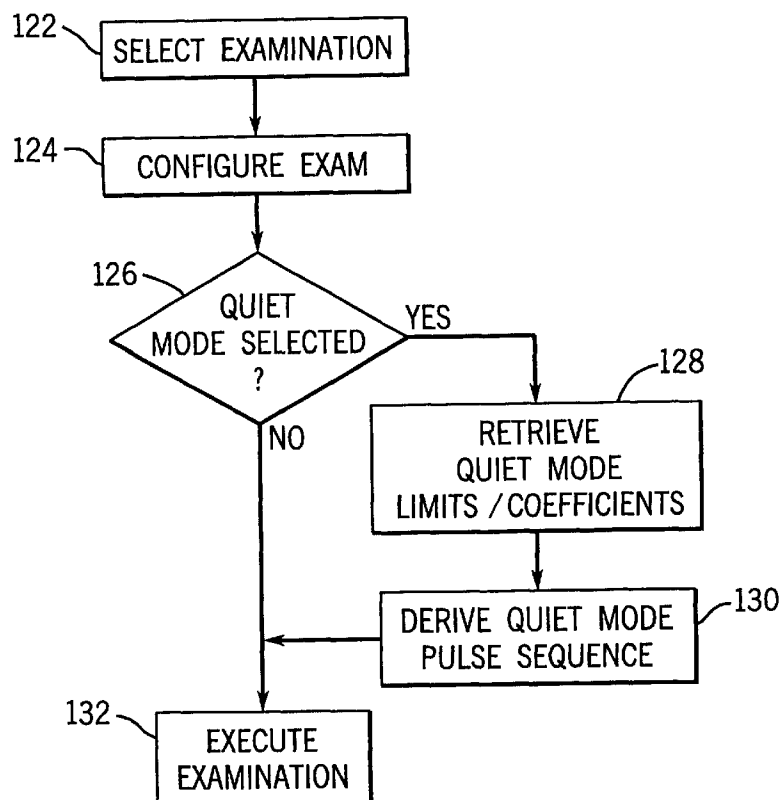 122
SELECT EXAMINATION
124
CONFIGURE EXAM
126
QUIET
MODE SELECTED
?
YES
NO
128
RETRIEVE
QUIET MODE
LIMITS / COEFFICIENTS
130
DERIVE QUIET MODE
PULSE SEQUENCE
132
EXECUTE
EXAMINATION